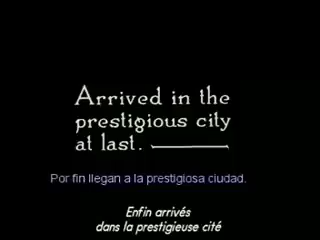 Arrived in the
prestigious city
at last.
Por fin llegan a la prestigiosa ciudad.
Enfin arrivés
dans la prestigieuse cité